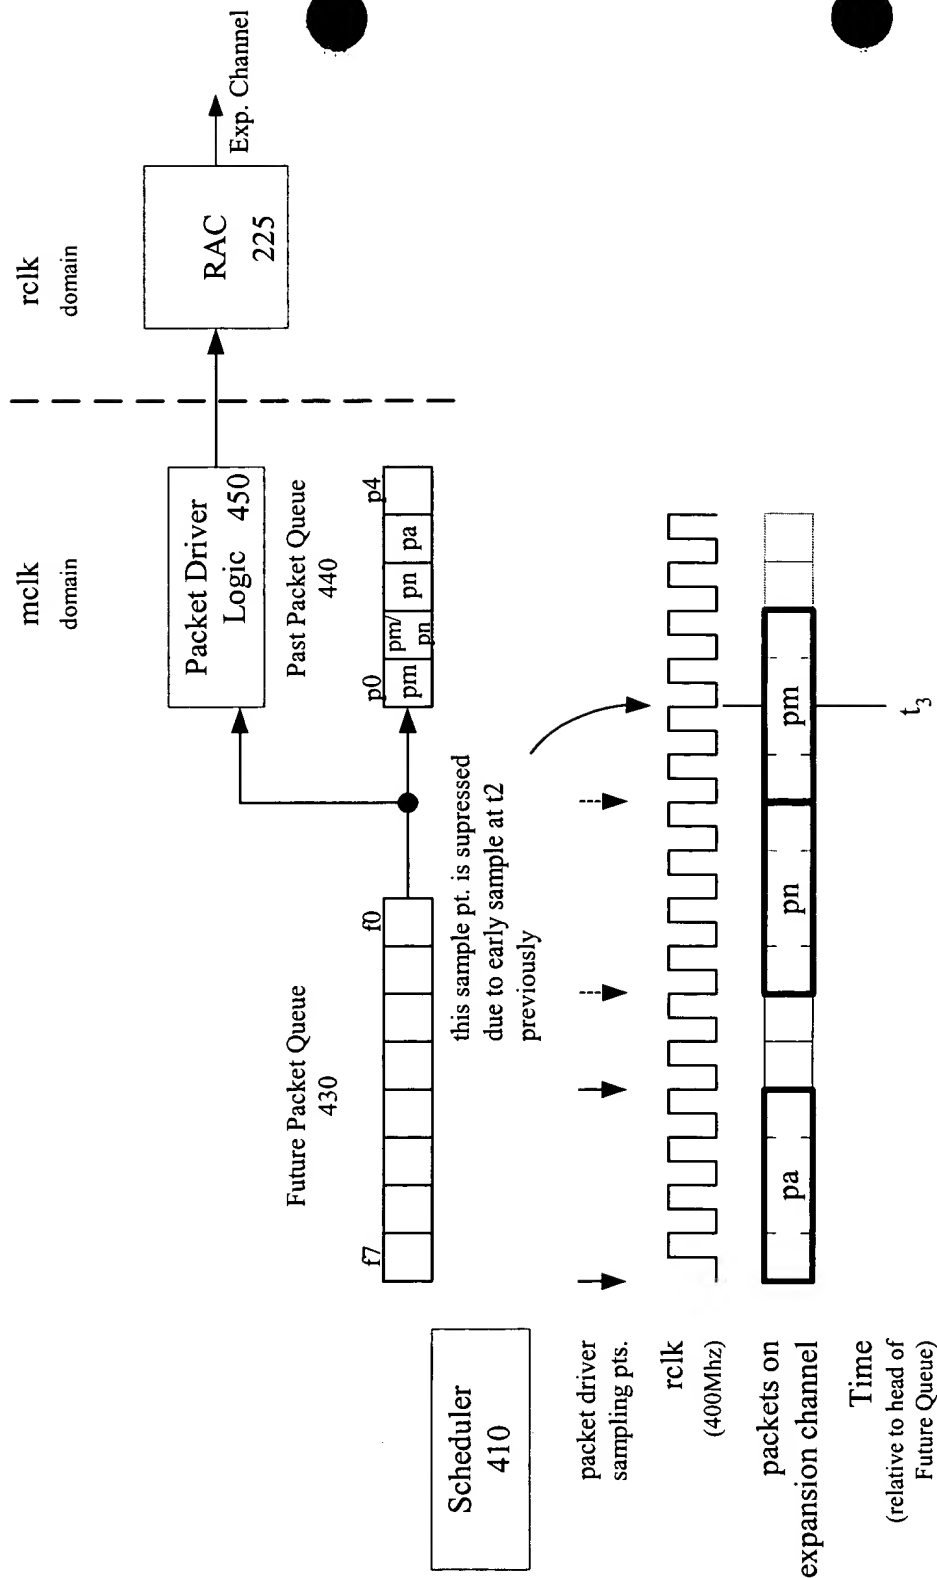 mclk
domain
rclk
domain
Packet Driver
Logic 450
RAC
225
Exp. Channel
Future Packet Queue
430
Past Packet Queue
440
f7
f0
p0
p4
pm
pm/
pn
pn
pa
Scheduler
410
this sample pt. is supressed
due to early sample at t2
previously
packet driver
sampling pts.
rclk
(400Mhz)
packets on
expansion channel
pa
pn
pm
Time
(relative to head of
Future Queue)
t3